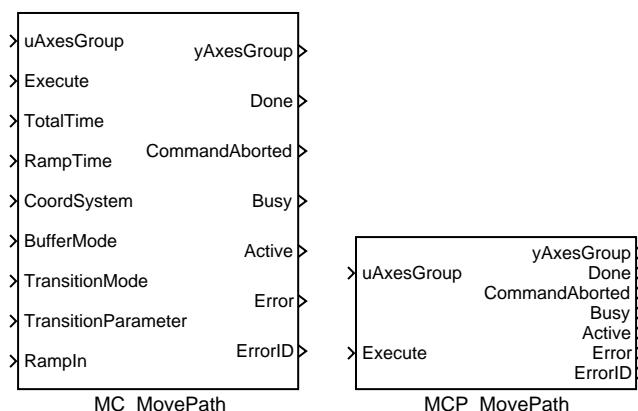 uAxesGroup
Execute
TotalTime
RampTime
CoordSystem
BufferMode
TransitionMode
TransitionParameter
RampIn
yAxesGroup
Done
CommandAborted
Busy
Active
Error
ErrorID
MC_MovePath
uAxesGroup
Execute
yAxesGroup
Done
CommandAborted
Busy
Active
Error
ErrorID
MCP_MovePath